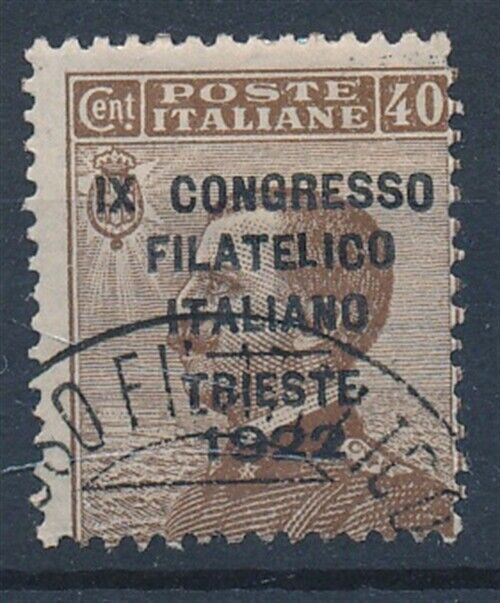 Cent. POSTE ITALIANE 40
IX CONGRESSO
FILATELICO
ITALIANO
TRIESTE
1922